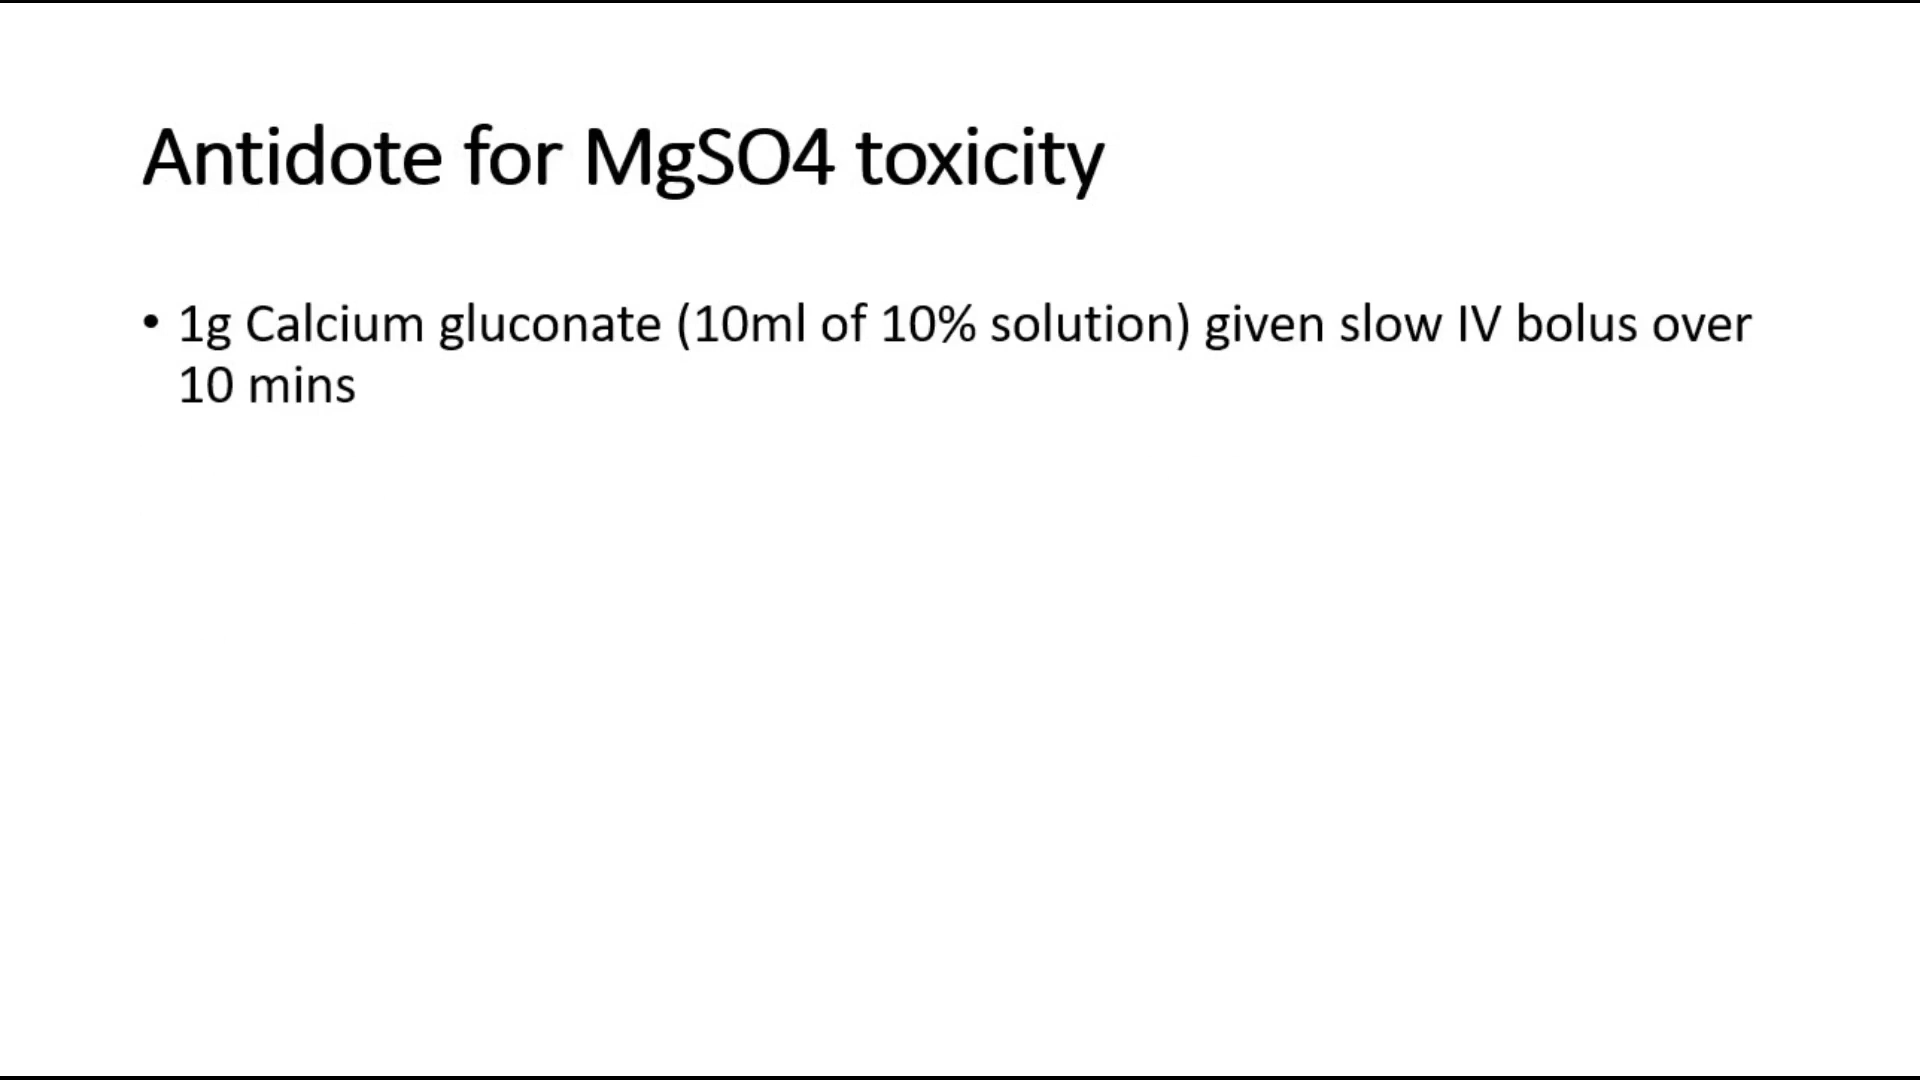 Antidote for MgSO4 toxicity
• 1g Calcium gluconate (10ml of 10% solution) given slow IV bolus over
10 mins